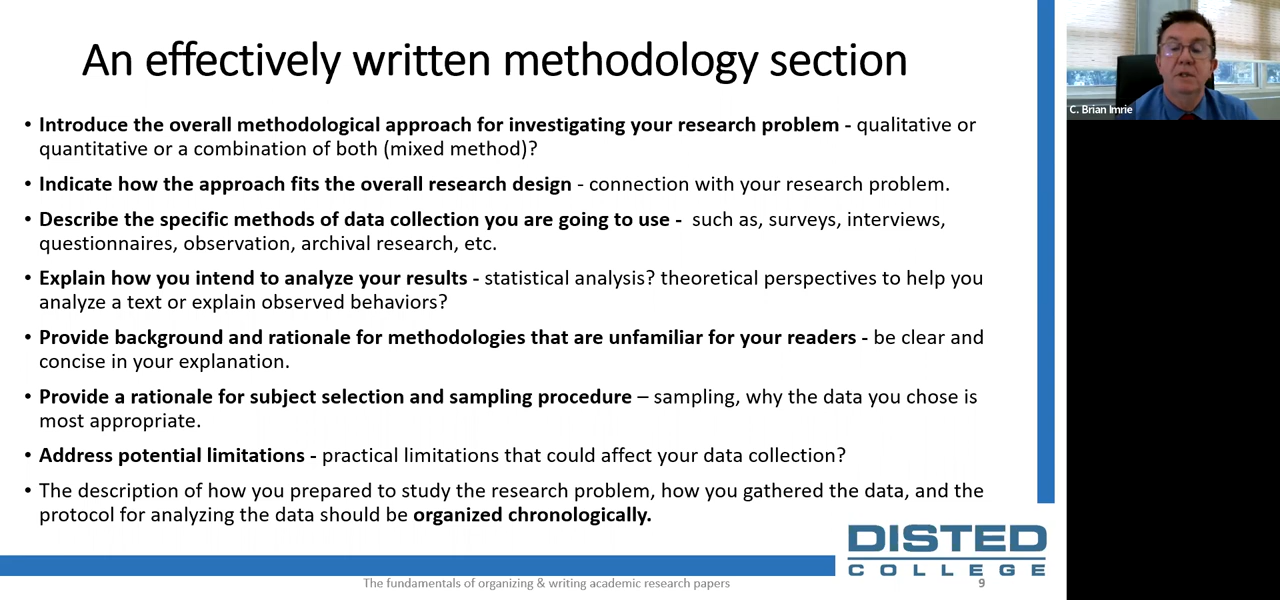 An effectively written methodology section
• Introduce the overall methodological approach for investigating your research problem - qualitative or
quantitative or a combination of both (mixed method)?
• Indicate how the approach fits the overall research design - connection with your research problem.
• Describe the specific methods of data collection you are going to use - such as, surveys, interviews,
questionnaires, observation, archival research, etc.
• Explain how you intend to analyze your results - statistical analysis? theoretical perspectives to help you
analyze a text or explain observed behaviors?
• Provide background and rationale for methodologies that are unfamiliar for your readers - be clear and
concise in your explanation.
• Provide a rationale for subject selection and sampling procedure – sampling, why the data you chose is
most appropriate.
• Address potential limitations - practical limitations that could affect your data collection?
• The description of how you prepared to study the research problem, how you gathered the data, and the
protocol for analyzing the data should be organized chronologically.
DISTED
COLLEGE
The fundamentals of organizing & writing academic research papers
9
C. Brian Imrie